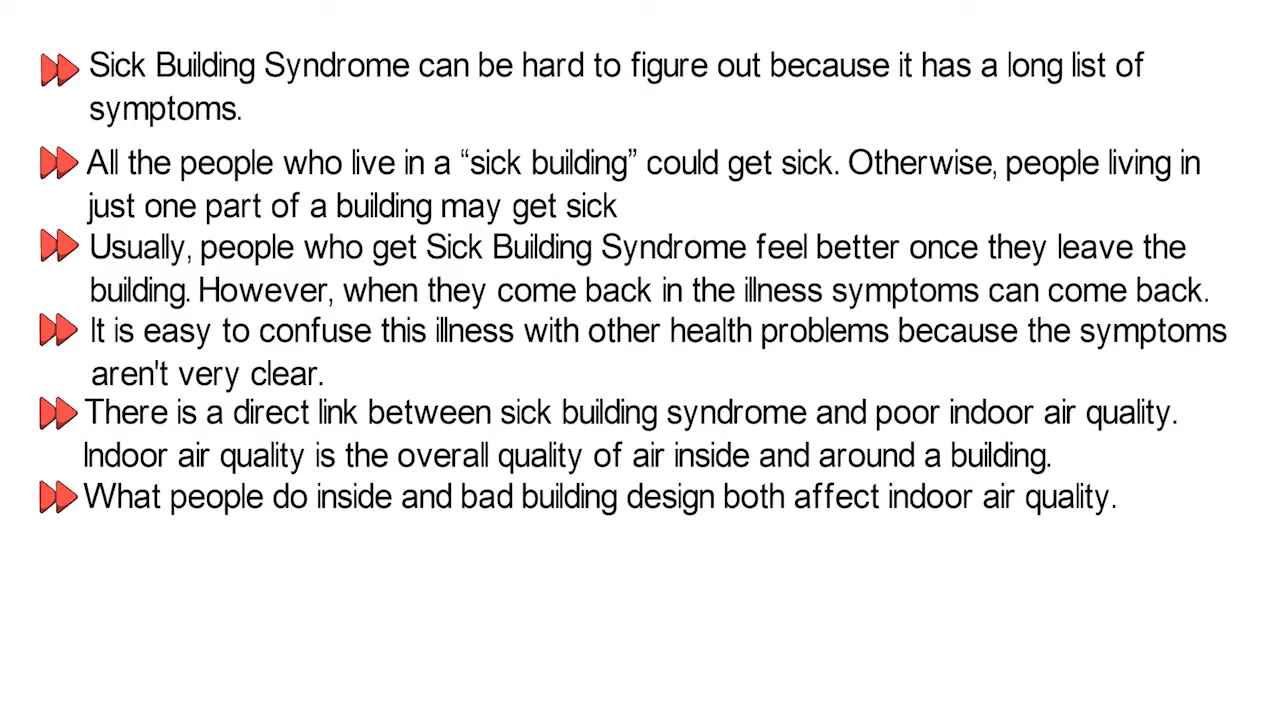 Sick Building Syndrome can be hard to figure out because it has a long list of
symptoms.
All the people who live in a “sick building” could get sick. Otherwise, people living in
just one part of a building may get sick
Usually, people who get Sick Building Syndrome feel better once they leave the
building. However, when they come back in the illness symptoms can come back.
It is easy to confuse this illness with other health problems because the symptoms
aren't very clear.
There is a direct link between sick building syndrome and poor indoor air quality.
Indoor air quality is the overall quality of air inside and around a building.
What people do inside and bad building design both affect indoor air quality.